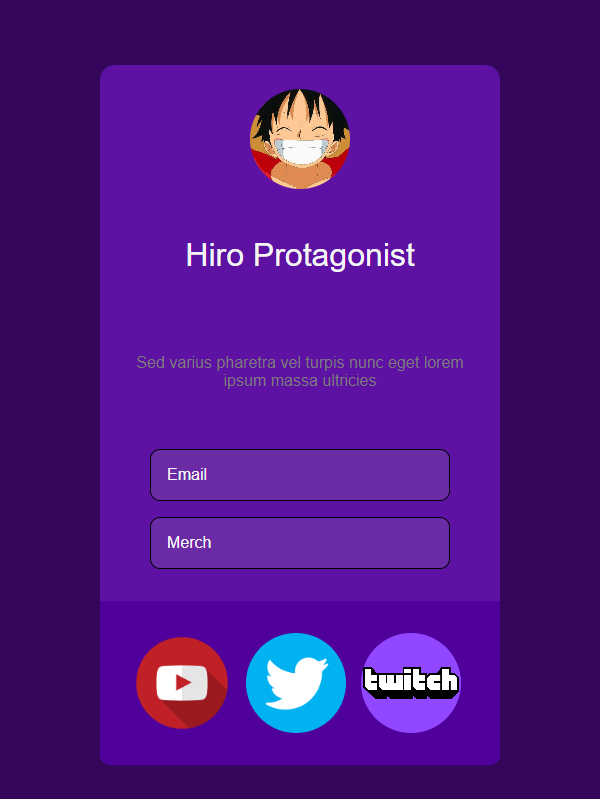 Hiro Protagonist
Sed varius pharetra vel turpis nunc eget lorem
ipsum massa ultricies
Email
Merch
twitch